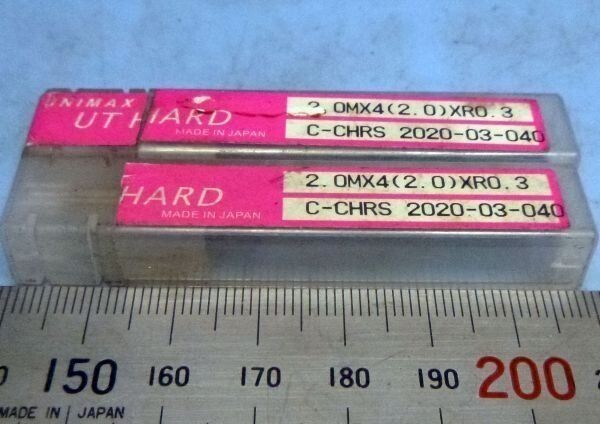 UNIMAX
UT HARD
MADE IN JAPAN
2.0MX4(2.0)XR0.3
C-CHRS 2020-03-040
HARD
MADE IN JAPAN
2.0MX4(2.0)XR0.3
C-CHRS 2020-03-040
150 160 170 180 190 200
MADE IN JAPAN